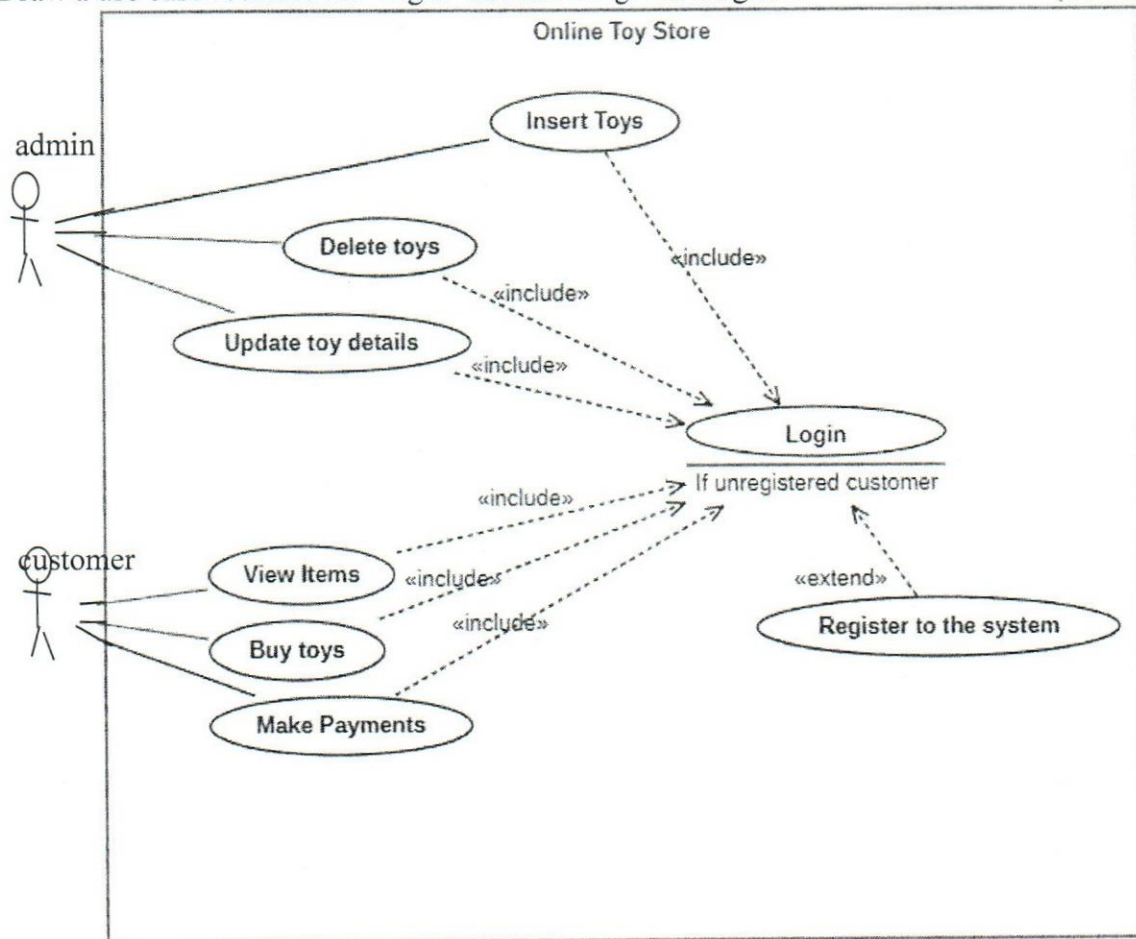 Online Toy Store
Insert Toys
admin
Delete toys
«include»
«include»
Update toy details
«include»
Login
If unregistered customer
«include»
customer
View Items
«include»
«extend»
«include»
Register to the system
Buy toys
Make Payments